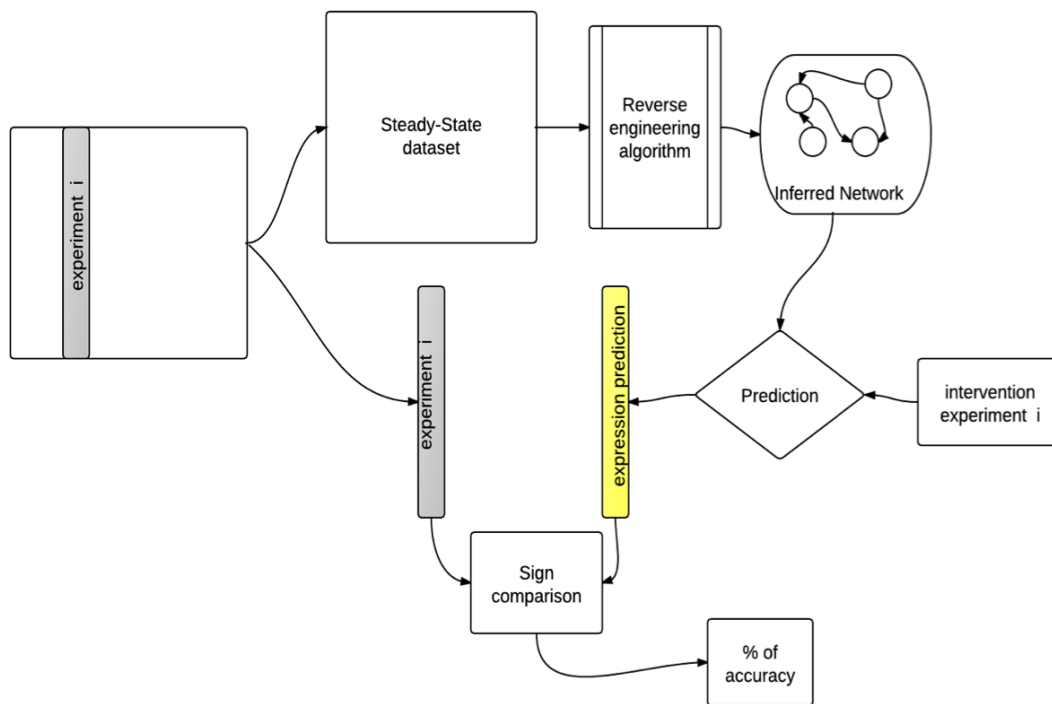 experiment i
Steady-State
dataset
Reverse
engineering
algorithm
Inferred Network
experiment i
expression prediction
Prediction
intervention
experiment i
Sign
comparison
% of
accuracy